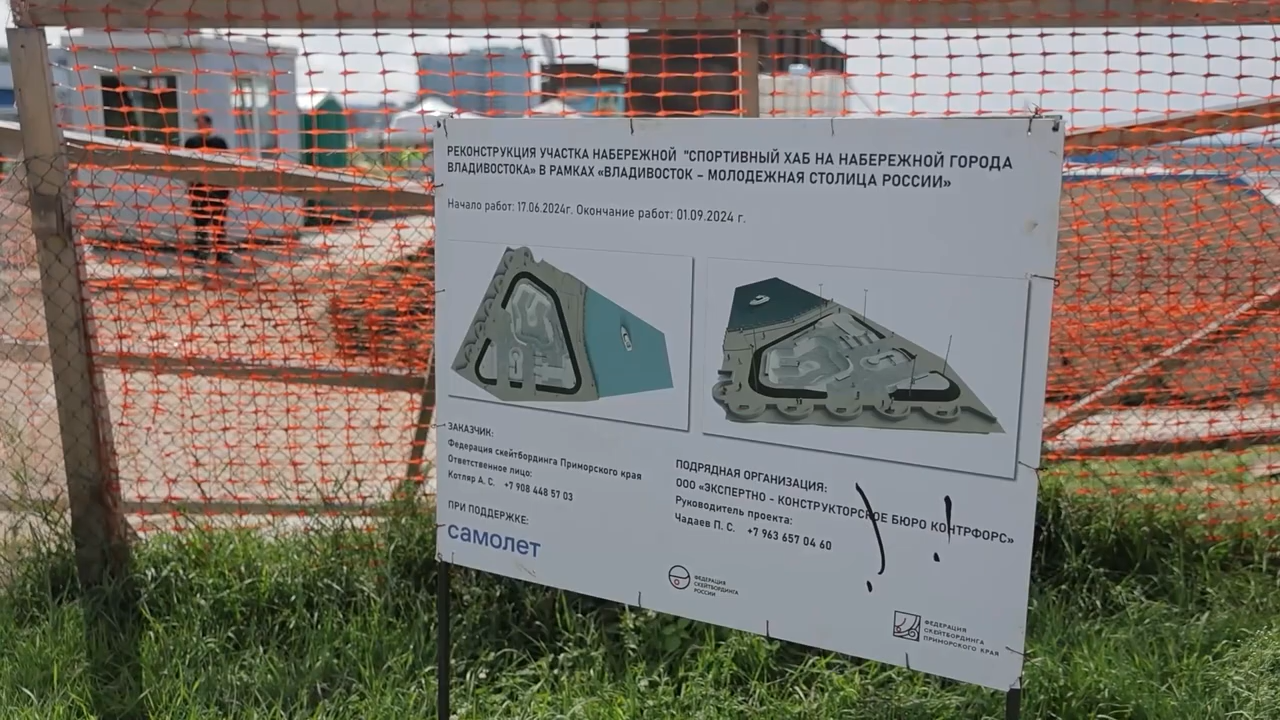 РЕКОНСТРУКЦИЯ УЧАСТКА НАБЕРЕЖНОЙ "СПОРТИВНЫЙ ХАБ НА НАБЕРЕЖНОЙ ГОРОДА
ВЛАДИВОСТОКА» В РАМКАХ «ВЛАДИВОСТОК – МОЛОДЕЖНАЯ СТОЛИЦА РОССИИ»
Начало работ: 17.06.2024г. Окончание работ: 01.09.2024 г.
ЗАКАЗЧИК:
Федерация скейтбординга Приморского края
Ответственное лицо:
Котляр А. С. +7 908 448 57 03
ПРИ ПОДДЕРЖКЕ:
самолет
ПОДРЯДНАЯ ОРГАНИЗАЦИЯ:
ООО «ЭКСПЕРТНО - КОНСТРУКТОРСКОЕ БЮРО КОНТРФОРС»
Руководитель проекта:
Чадаев П. С. +7 963 657 04 60
ФЕДЕРАЦИЯ
СКЕЙТБОРДИНГА
РОССИИ
ФЕДЕРАЦИЯ
СКЕЙТБОРДИНГА
ПРИМОРСКОГО КРАЯ